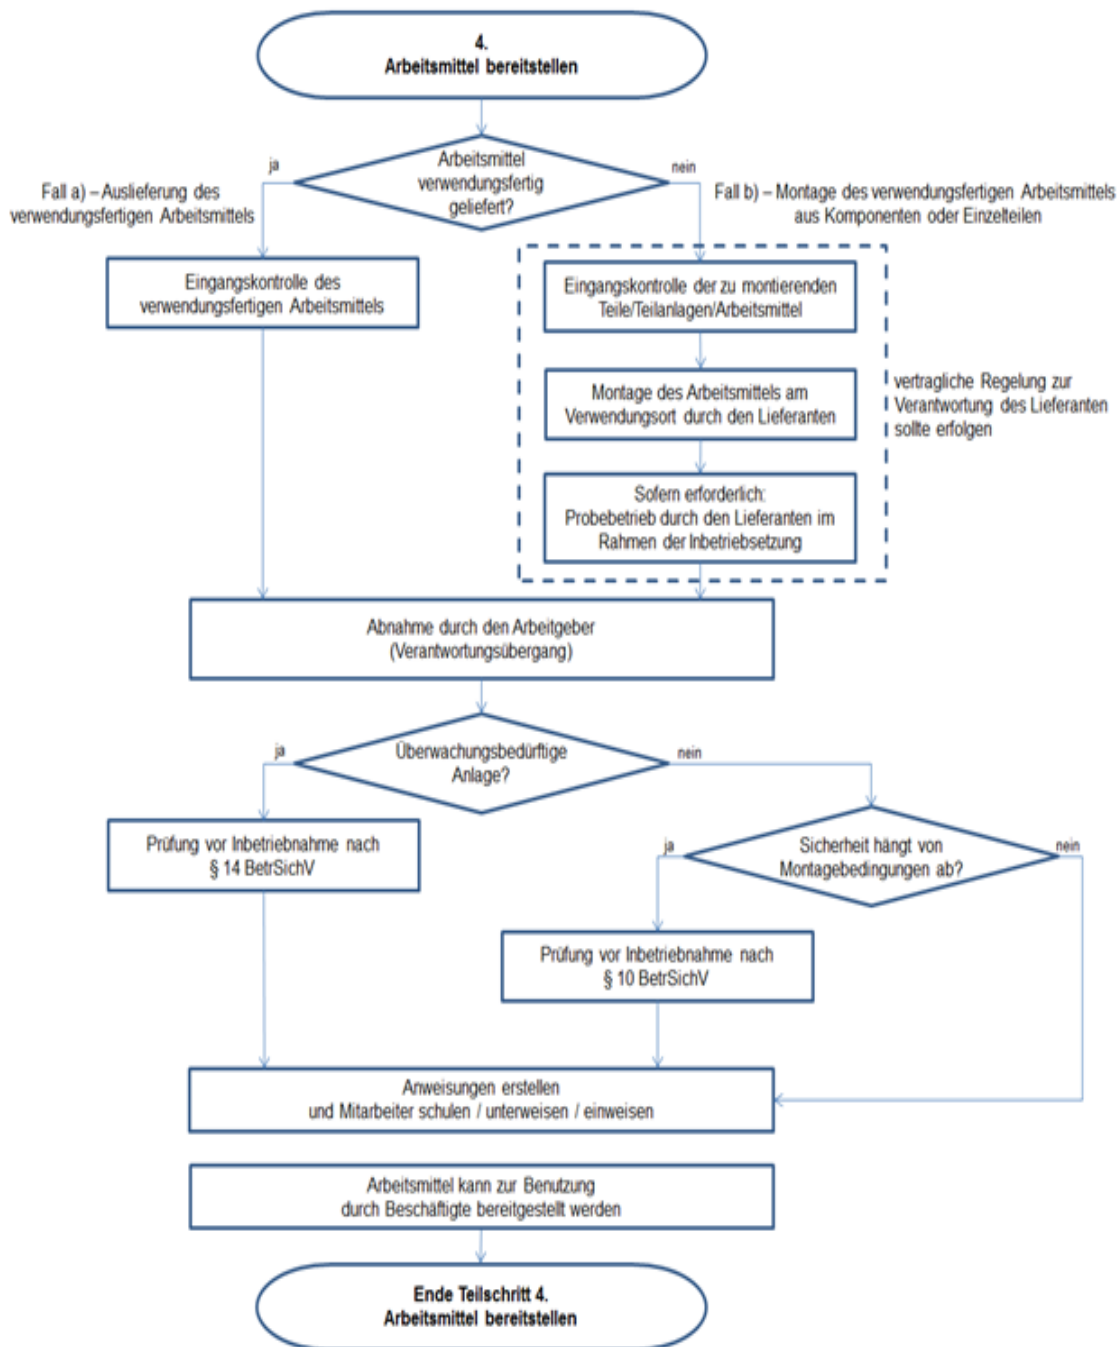 4.
Arbeitsmittel bereitstellen
Arbeitsmittel
verwendungsfertig
geliefert?
ja
nein
Fall a) – Auslieferung des
verwendungsfertigen Arbeitsmittels
Fall b) – Montage des verwendungsfertigen Arbeitsmittels
aus Komponenten oder Einzelteilen
Eingangskontrolle des
verwendungsfertigen Arbeitsmittels
Eingangskontrolle der zu montierenden
Teile/Teilanlagen/Arbeitsmittel
Montage des Arbeitsmittels am
Verwendungsort durch den Lieferanten
vertragliche Regelung zur
Verantwortung des Lieferanten
sollte erfolgen
Sofern erforderlich:
Probebetrieb durch den Lieferanten im
Rahmen der Inbetriebsetzung
Abnahme durch den Arbeitgeber
(Verantwortungsübergang)
Überwachungsbedürftige
Anlage?
ja
nein
Prüfung vor Inbetriebnahme nach
§ 14 BetrSichV
Sicherheit hängt von
Montagebedingungen ab?
ja
nein
Prüfung vor Inbetriebnahme nach
§ 10 BetrSichV
Anweisungen erstellen
und Mitarbeiter schulen / unterweisen / einweisen
Arbeitsmittel kann zur Benutzung
durch Beschäftigte bereitgestellt werden
Ende Teilschritt 4.
Arbeitsmittel bereitstellen